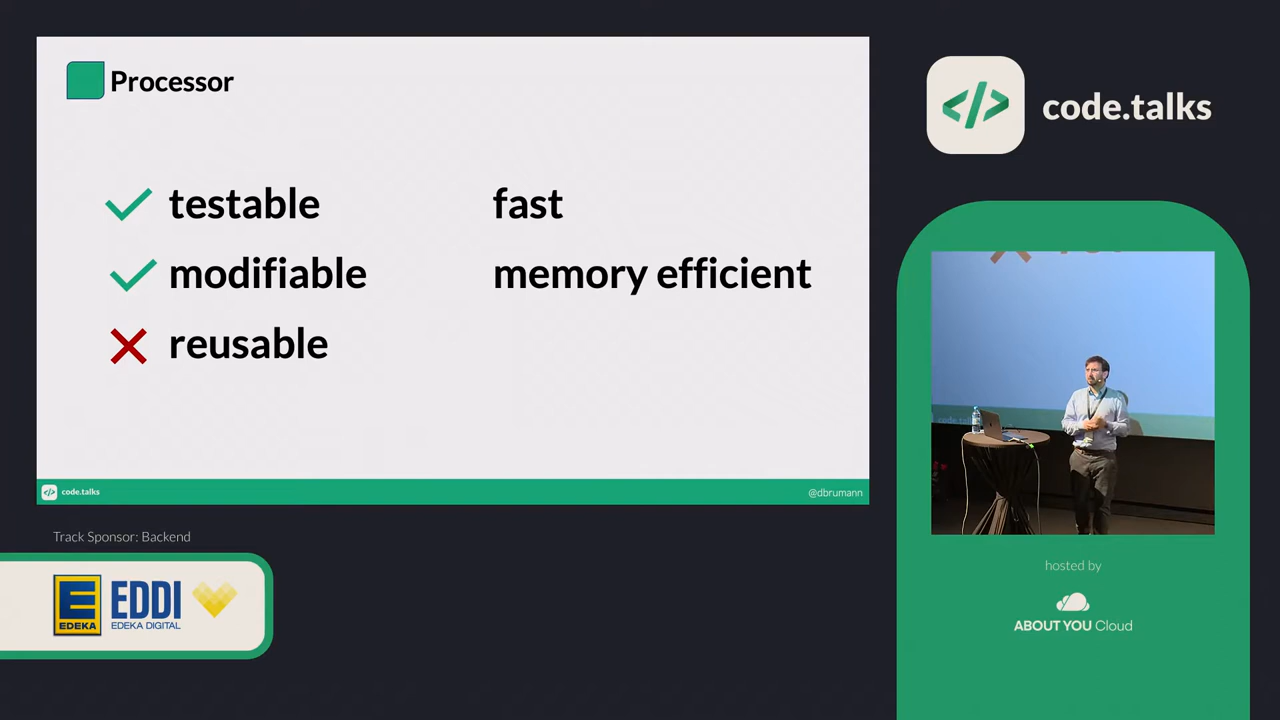 Processor
testable
modifiable
reusable
fast
memory efficient
code.talks
@dbrumann
Track Sponsor: Backend
EDEKA
EDDI
EDEKA DIGITAL
code.talks
hosted by
ABOUT YOU Cloud